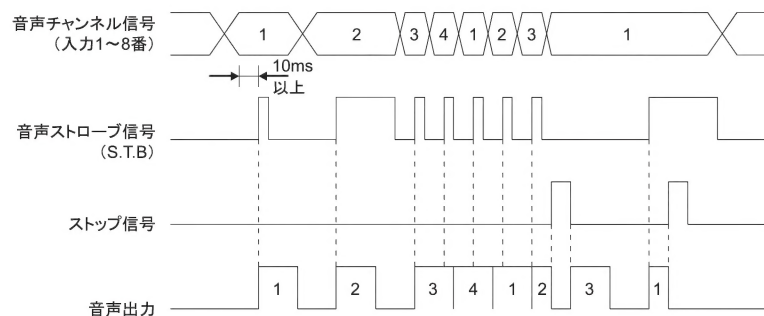 音声チャンネル信号
(入力1~8番)
1 2 3 4 1 2 3 1
10ms
以上
音声ストローブ信号
(S.T.B)
ストップ信号
音声出力
1 2 3 4 1 2 3 1